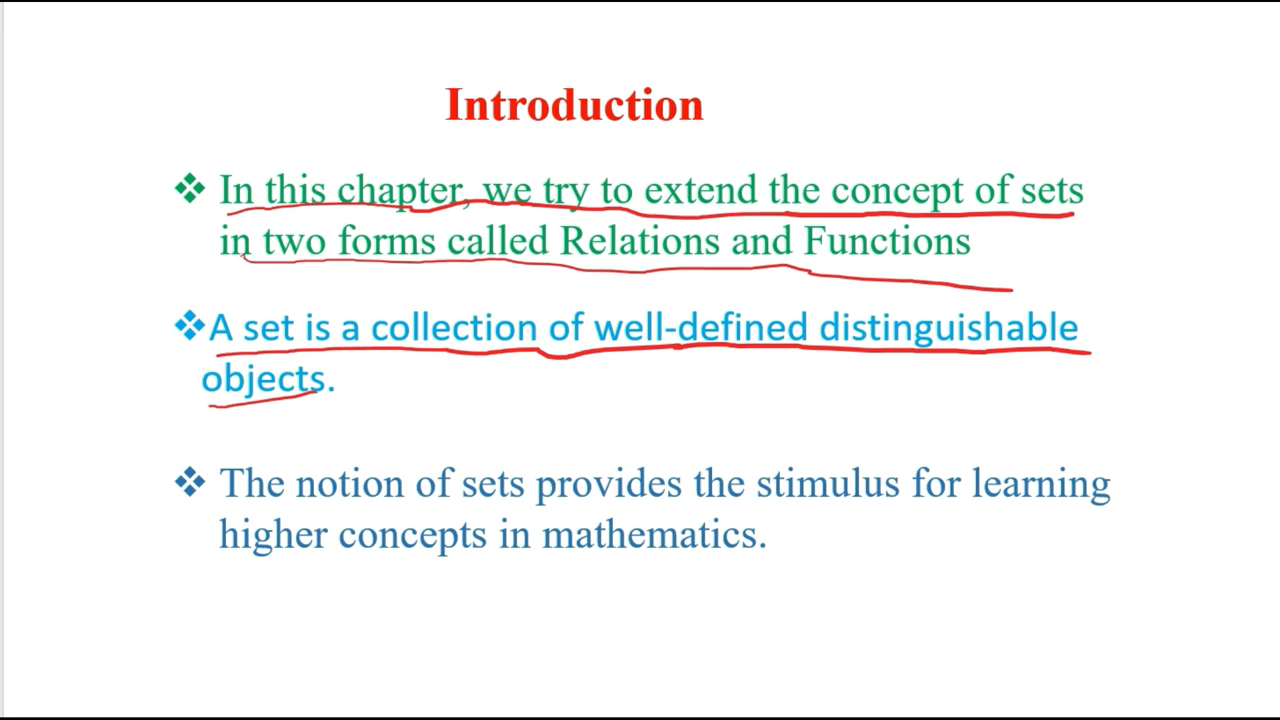 Introduction
❖ In this chapter, we try to extend the concept of sets
in two forms called Relations and Functions
❖A set is a collection of well-defined distinguishable
objects.
❖ The notion of sets provides the stimulus for learning
higher concepts in mathematics.